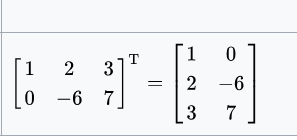 [1 2 3]T = [1 0]
[0 −6 7] [2 −6]
[3 7]